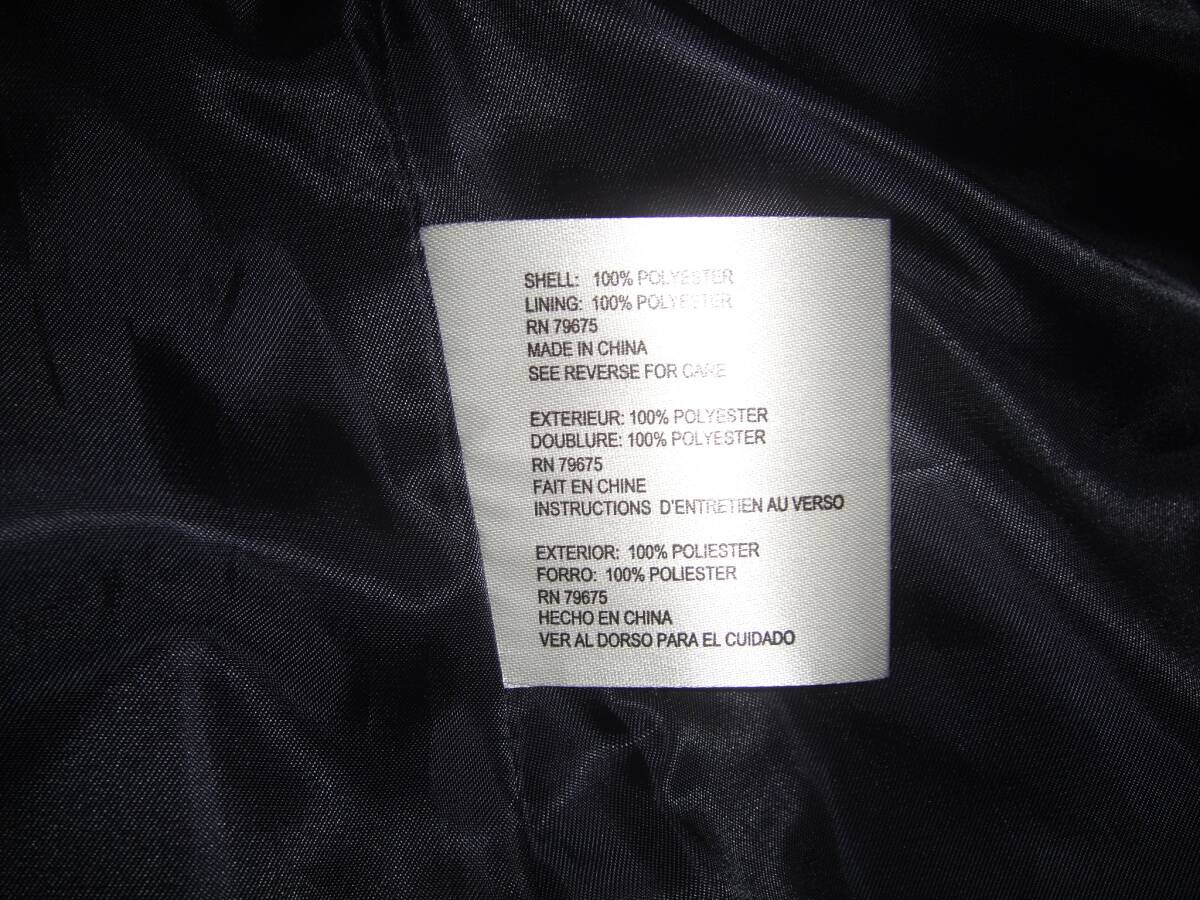 SHELL: 100% POLYESTER
LINING: 100% POLYESTER
RN 79675
MADE IN CHINA
SEE REVERSE FOR CARE
EXTERIEUR: 100% POLYESTER
DOUBLURE: 100% POLYESTER
RN 79675
FAIT EN CHINE
INSTRUCTIONS D'ENTRETIEN AU VERSO
EXTERIOR: 100% POLIESTER
FORRO: 100% POLIESTER
RN 79675
HECHO EN CHINA
VER AL DORSO PARA EL CUIDADO